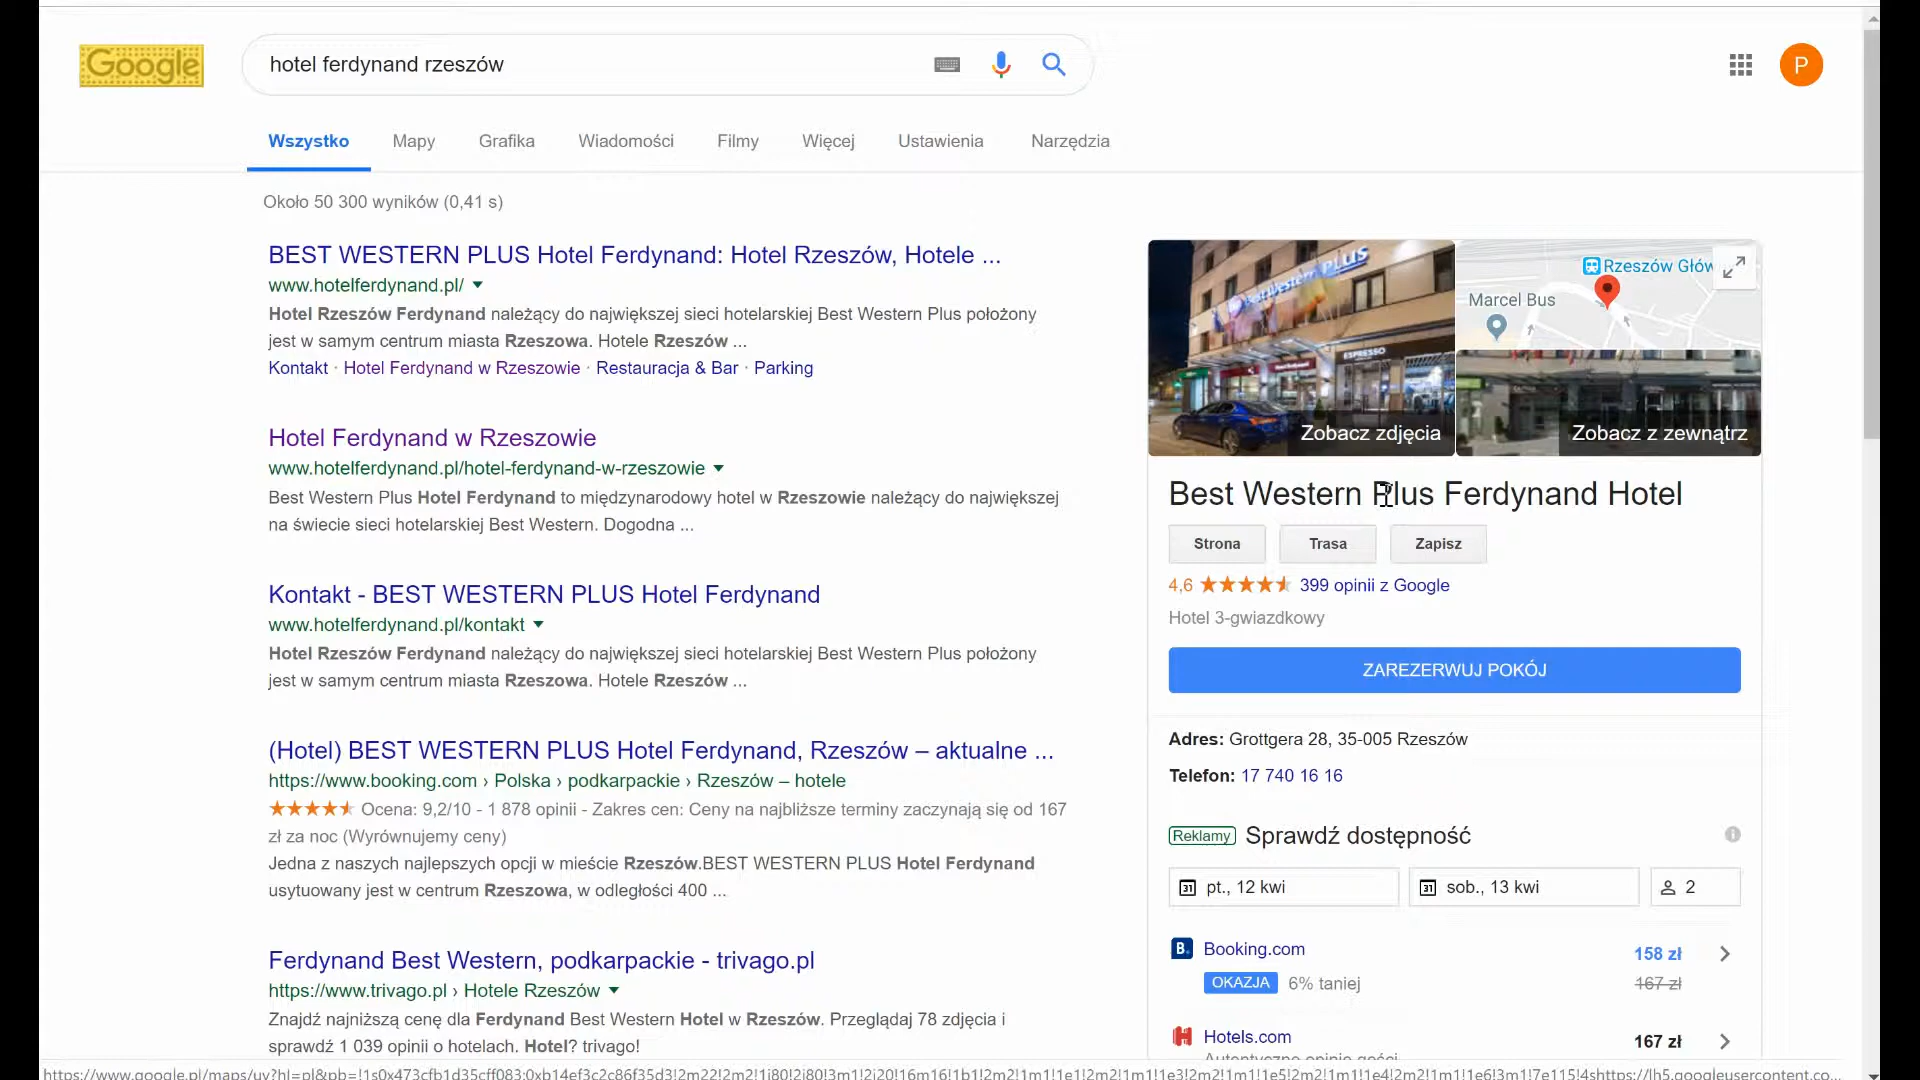 Google
hotel ferdynand rzeszów
P
Wszystko Mapy Grafika Wiadomości Filmy Więcej Ustawienia Narzędzia
Około 50 300 wyników (0,41 s)
BEST WESTERN PLUS Hotel Ferdynand: Hotel Rzeszów, Hotele ...
www.hotelferdynand.pl/
Hotel Rzeszów Ferdynand należący do największej sieci hotelarskiej Best Western Plus położony
jest w samym centrum miasta Rzeszowa. Hotele Rzeszów ...
Kontakt · Hotel Ferdynand w Rzeszowie · Restauracja & Bar · Parking
Hotel Ferdynand w Rzeszowie
www.hotelferdynand.pl/hotel-ferdynand-w-rzeszowie
Best Western Plus Hotel Ferdynand to międzynarodowy hotel w Rzeszowie należący do największej
na świecie sieci hotelarskiej Best Western. Dogodna ...
Kontakt - BEST WESTERN PLUS Hotel Ferdynand
www.hotelferdynand.pl/kontakt
Hotel Rzeszów Ferdynand należący do największej sieci hotelarskiej Best Western Plus położony
jest w samym centrum miasta Rzeszowa. Hotele Rzeszów ...
(Hotel) BEST WESTERN PLUS Hotel Ferdynand, Rzeszów – aktualne ...
https://www.booking.com › Polska › podkarpackie › Rzeszów – hotele
Ocena: 9,2/10 - 1 878 opinii - Zakres cen: Ceny na najbliższe terminy zaczynają się od 167
zł za noc (Wyrównujemy ceny)
Jedna z naszych najlepszych opcji w mieście Rzeszów.BEST WESTERN PLUS Hotel Ferdynand
usytuowany jest w centrum Rzeszowa, w odległości 400 ...
Ferdynand Best Western, podkarpackie - trivago.pl
https://www.trivago.pl › Hotele Rzeszów
Znajdź najniższą cenę dla Ferdynand Best Western Hotel w Rzeszów. Przeglądaj 78 zdjęcia i
sprawdź 1 039 opinii o hotelach. Hotel? trivago!
Best Western PLUS
ESPRESSO
Zobacz zdjęcia
Rzeszów Głów
Marcel Bus
Zobacz z zewnątrz
Best Western Plus Ferdynand Hotel
Strona Trasa Zapisz
4,6 399 opinii z Google
Hotel 3-gwiazdkowy
ZAREZERWUJ POKÓJ
Adres: Grottgera 28, 35-005 Rzeszów
Telefon: 17 740 16 16
Reklamy Sprawdź dostępność
31 pt., 12 kwi 31 sob., 13 kwi 2
B. Booking.com 158 zł
OKAZJA 6% taniej 167 zł
Hotels.com 167 zł
Autentyczne opinie gości